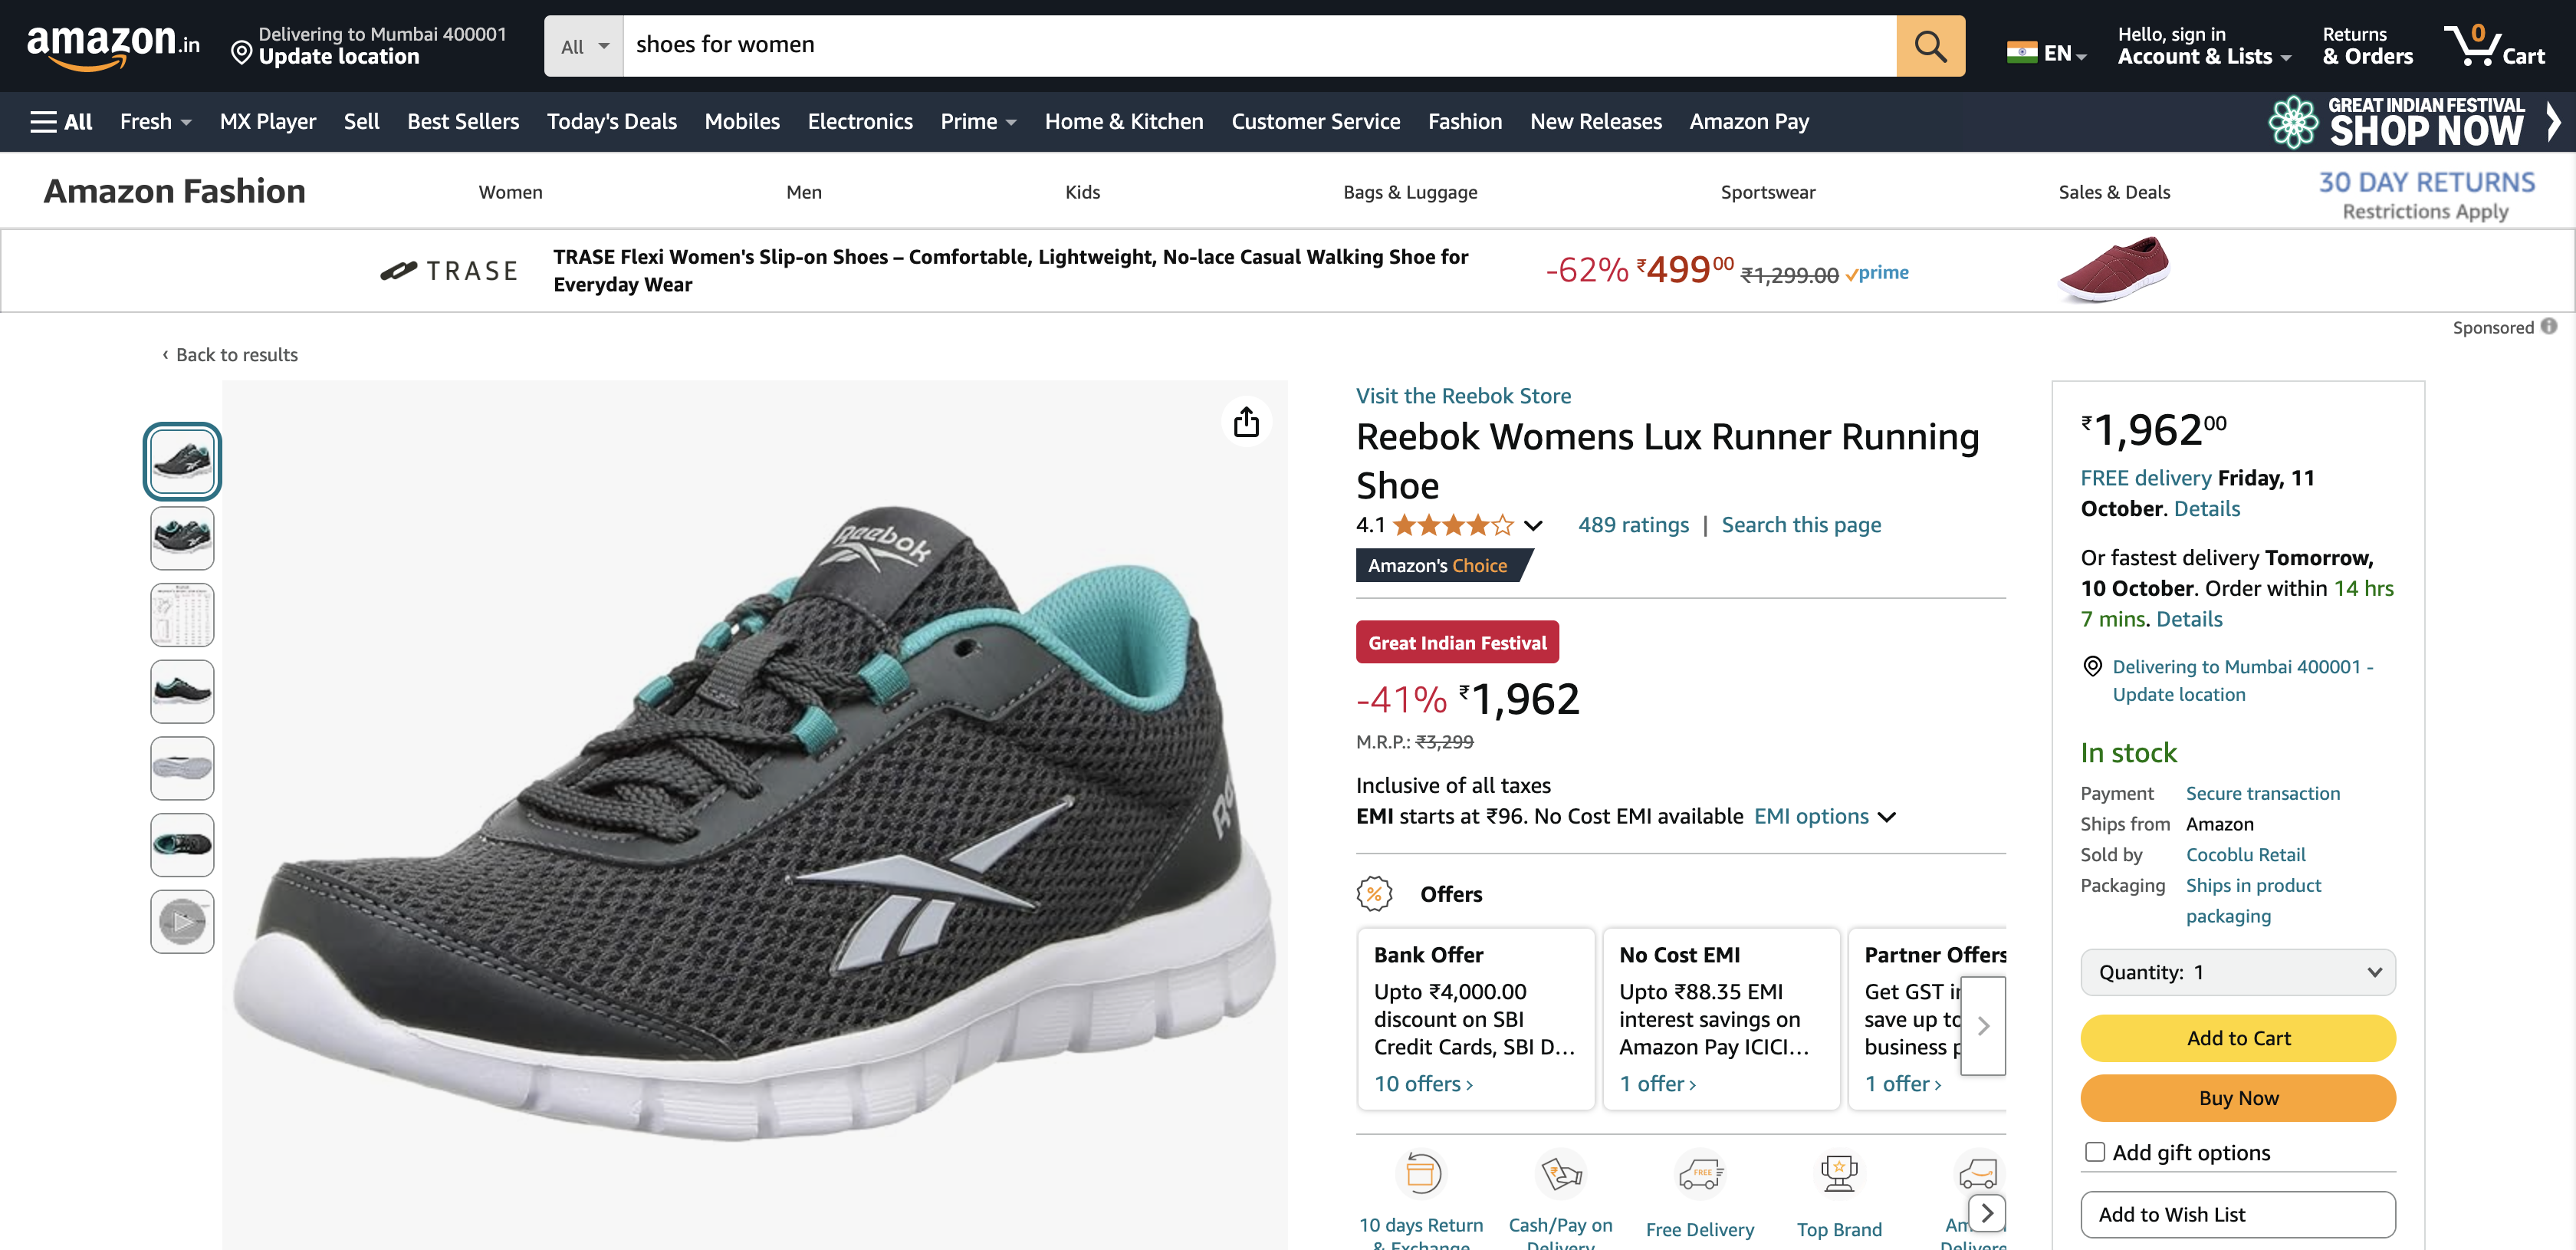 amazon.in
Delivering to Mumbai 400001
Update location
All
shoes for women
EN
Hello, sign in
Account & Lists
Returns
& Orders
0
Cart
All
Fresh
MX Player
Sell
Best Sellers
Today's Deals
Mobiles
Electronics
Prime
Home & Kitchen
Customer Service
Fashion
New Releases
Amazon Pay
GREAT INDIAN FESTIVAL
SHOP NOW
Amazon Fashion
Women
Men
Kids
Bags & Luggage
Sportswear
Sales & Deals
30 DAY RETURNS
Restrictions Apply
TRASE
TRASE Flexi Women's Slip-on Shoes – Comfortable, Lightweight, No-lace Casual Walking Shoe for
Everyday Wear
-62% ₹49900 ₹1,299.00 prime
Sponsored
‹ Back to results
Reebok
Visit the Reebok Store
Reebok Womens Lux Runner Running
Shoe
4.1
489 ratings | Search this page
Amazon's Choice
Great Indian Festival
-41% ₹1,962
M.R.P.: ₹3,299
Inclusive of all taxes
EMI starts at ₹96. No Cost EMI available EMI options
Offers
Bank Offer
Upto ₹4,000.00
discount on SBI
Credit Cards, SBI D…
10 offers ›
No Cost EMI
Upto ₹88.35 EMI
interest savings on
Amazon Pay ICICI…
1 offer ›
Partner Offers
Get GST
save up to
business
1 offer ›
10 days Return
& Exchange
Cash/Pay on
Delivery
FREE
Free Delivery
Top Brand
₹1,96200
FREE delivery Friday, 11
October. Details
Or fastest delivery Tomorrow,
10 October. Order within 14 hrs
7 mins. Details
Delivering to Mumbai 400001 -
Update location
In stock
Payment Secure transaction
Ships from Amazon
Sold by Cocoblu Retail
Packaging Ships in product
packaging
Quantity: 1
Add to Cart
Buy Now
Add gift options
Add to Wish List